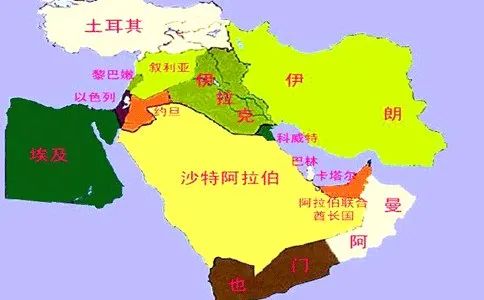 土耳其
叙利亚
黎巴嫩
伊拉克
伊朗
以色列
约旦
埃及
科威特
巴林
卡塔尔
沙特阿拉伯
阿拉伯联合
酋长国
阿曼
也门